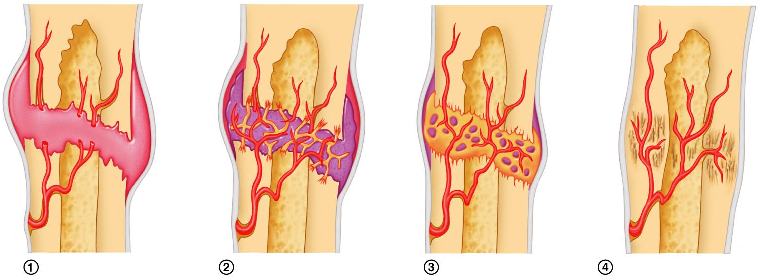 ① ② ③ ④